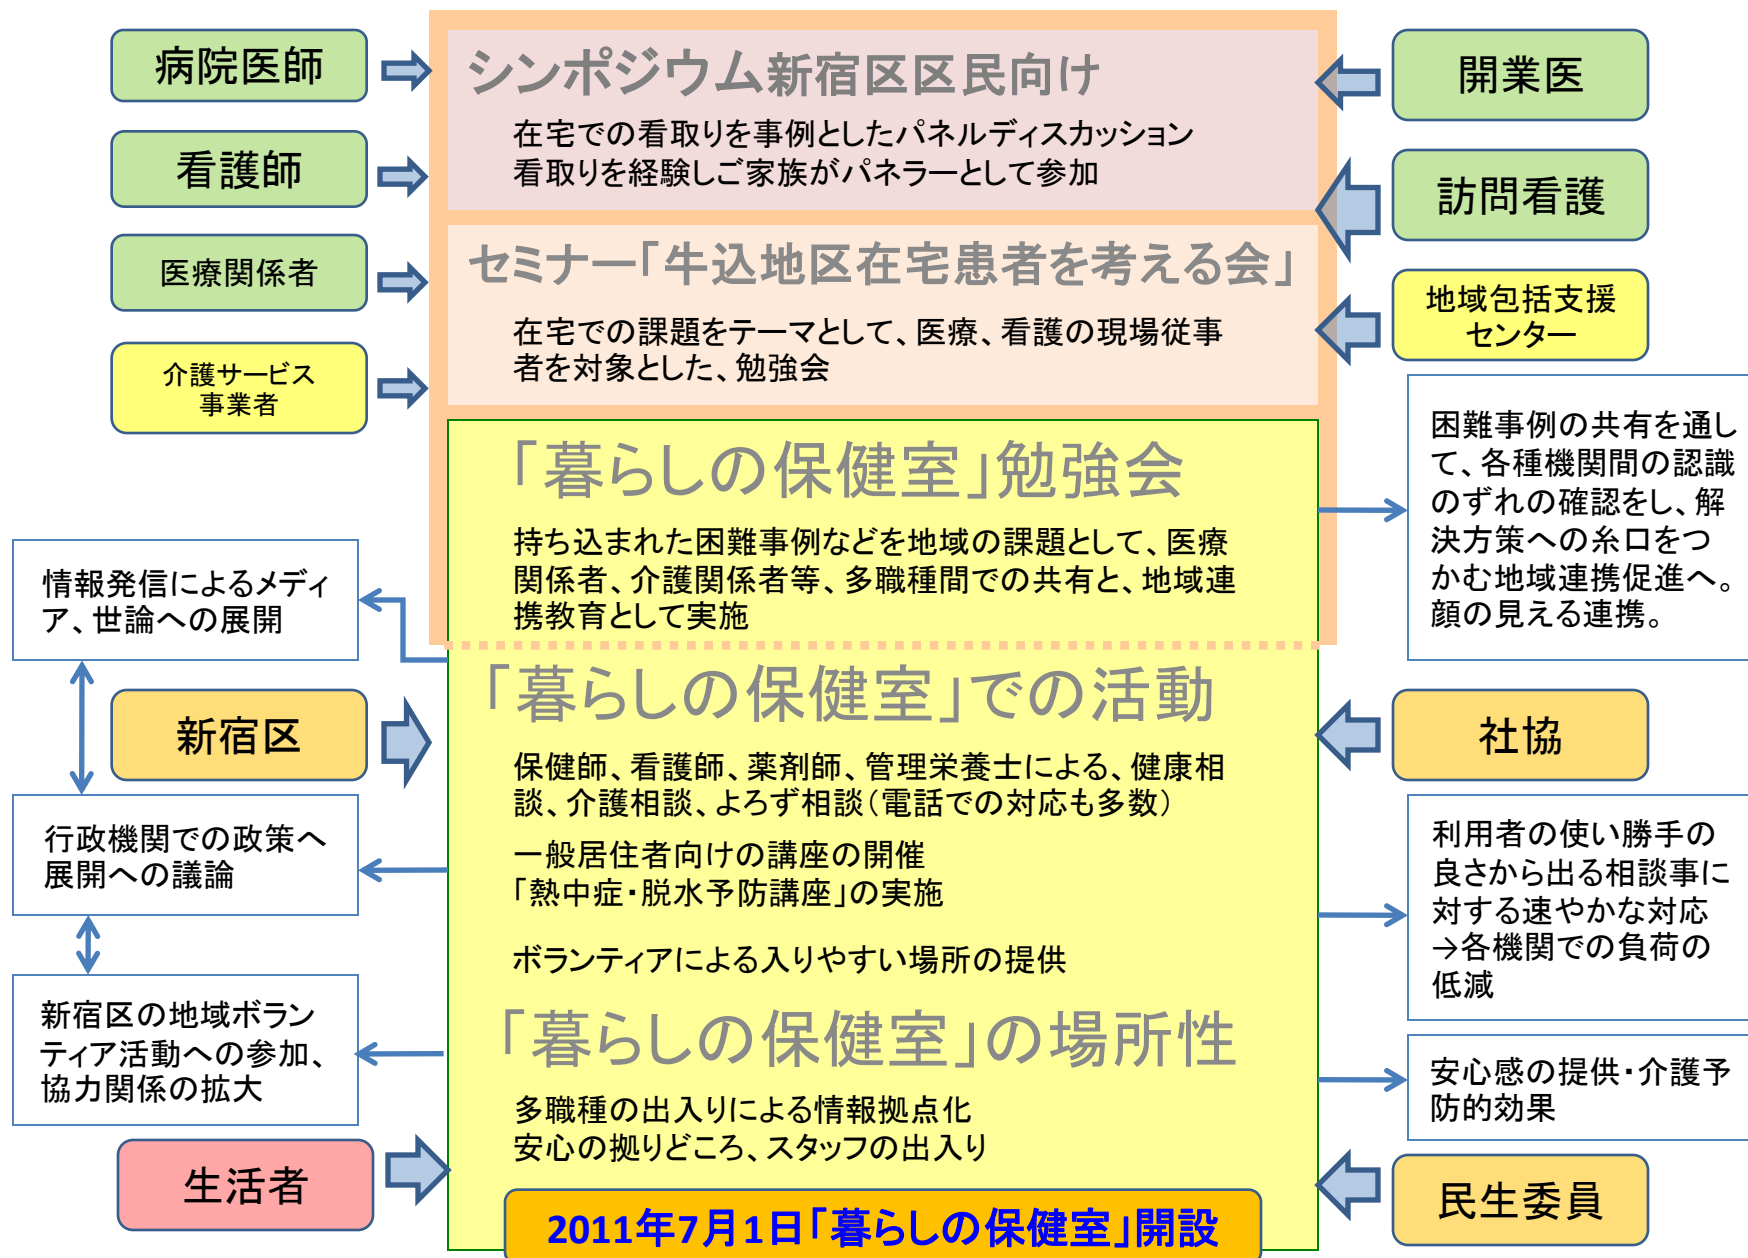 病院医師
看護師
医療関係者
介護サービス
事業者
シンポジウム新宿区区民向け
在宅での看取りを事例としたパネルディスカッション
看取りを経験しご家族がパネラーとして参加
セミナー「牛込地区在宅患者を考える会」
在宅での課題をテーマとして、医療、看護の現場従事
者を対象とした、勉強会
開業医
訪問看護
地域包括支援
センター
「暮らしの保健室」勉強会
持ち込まれた困難事例などを地域の課題として、医療
関係者、介護関係者等、多職種間での共有と、地域連
携教育として実施
困難事例の共有を通し
て、各種機関間の認識
のずれの確認をし、解
決方策への糸口をつ
かむ地域連携促進へ。
顔の見える連携。
情報発信によるメディ
ア、世論への展開
新宿区
行政機関での政策へ
展開への議論
新宿区の地域ボラン
ティア活動への参加、
協力関係の拡大
生活者
「暮らしの保健室」での活動
保健師、看護師、薬剤師、管理栄養士による、健康相
談、介護相談、よろず相談（電話での対応も多数）
一般居住者向けの講座の開催
「熱中症・脱水予防講座」の実施
ボランティアによる入りやすい場所の提供
「暮らしの保健室」の場所性
多職種の出入りによる情報拠点化
安心の拠りどころ、スタッフの出入り
2011年7月1日「暮らしの保健室」開設
社協
利用者の使い勝手の
良さから出る相談事に
対する速やかな対応
→各機関での負荷の
低減
安心感の提供・介護予
防的効果
民生委員